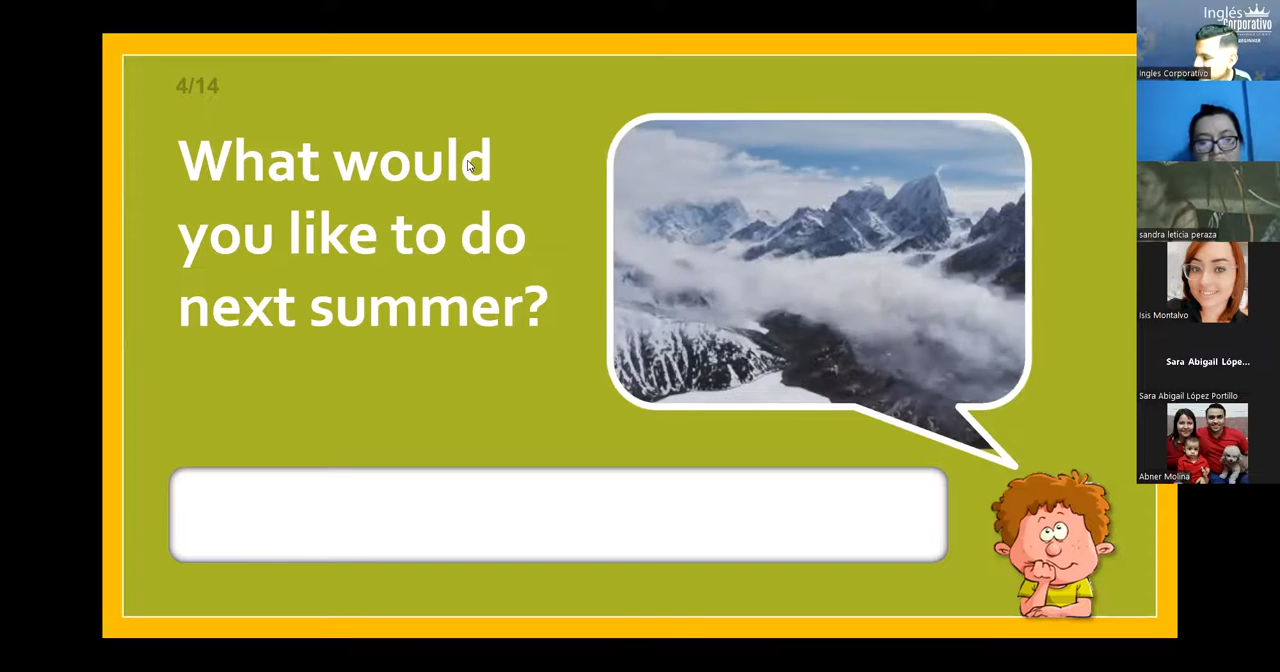 4/14
What would
you like to do
next summer?
Inglés
Corporativo
BEGINNER
Ingles Corporativo
sandra leticia peraza
Isis Montalvo
Sara Abigail Lópe...
Sara Abigail López Portillo
Abner Molina